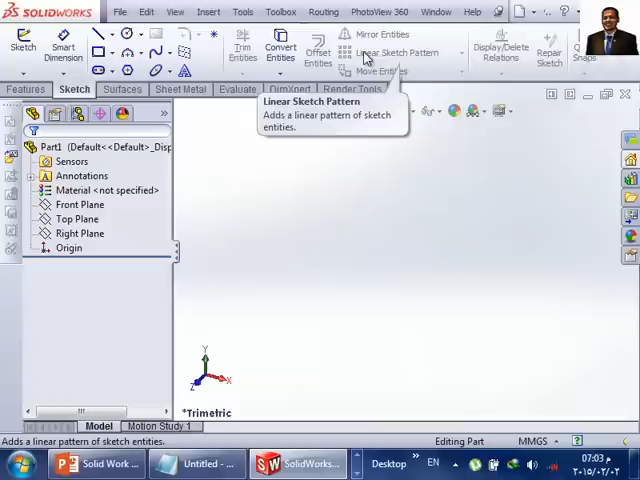 SOLIDWORKS File Edit View Insert Tools Routing PhotoView 360 Window
Sketch Smart Dimension Trim Entities Convert Entities Offset Entities Mirror Entities Linear Sketch Pattern Move Entities Display/Delete Relations Repair Sketch Snaps
Features Sketch Surfaces Sheet Metal Evaluate DimXpert Render Tools
Linear Sketch Pattern
Adds a linear pattern of sketch
entities.
Part1 (Default<<Default>_Disp
Sensors
Annotations
Material <not specified>
Front Plane
Top Plane
Right Plane
Origin
Y
X
Z
*Trimetric
Model Motion Study 1
Adds a linear pattern of sketch entities. Editing Part MMGS
Solid Work ... Untitled - ... SolidWorks... Desktop EN 07:03 م
٢٠١٥/٠٢/٠٢